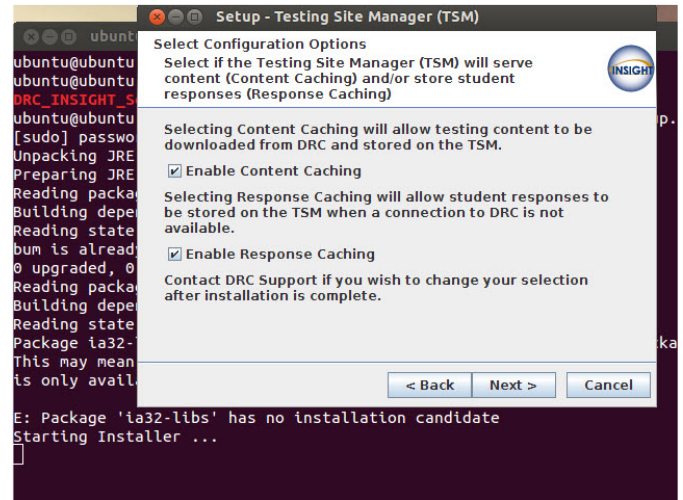 Setup - Testing Site Manager (TSM)
ubunt
Select Configuration Options
Select if the Testing Site Manager (TSM) will serve
content (Content Caching) and/or store student
responses (Response Caching)
INSIGHT
ubuntu@ubuntu
ubuntu@ubuntu
DRC_INSIGHT_S
ubuntu@ubuntu
p.
[sudo] passwo
Unpacking JRE
Preparing JRE
Reading packa
Building depe
Reading state
bum is already
0 upgraded, 0
Reading packa
Building depe
Reading state
Package ia32-
ka
This may mean
is only avail
Selecting Content Caching will allow testing content to be
downloaded from DRC and stored on the TSM.
Enable Content Caching
Selecting Response Caching will allow student responses to
be stored on the TSM when a connection to DRC is not
available.
Enable Response Caching
Contact DRC Support if you wish to change your selection
after installation is complete.
< Back Next > Cancel
E: Package 'ia32-libs' has no installation candidate
Starting Installer ...